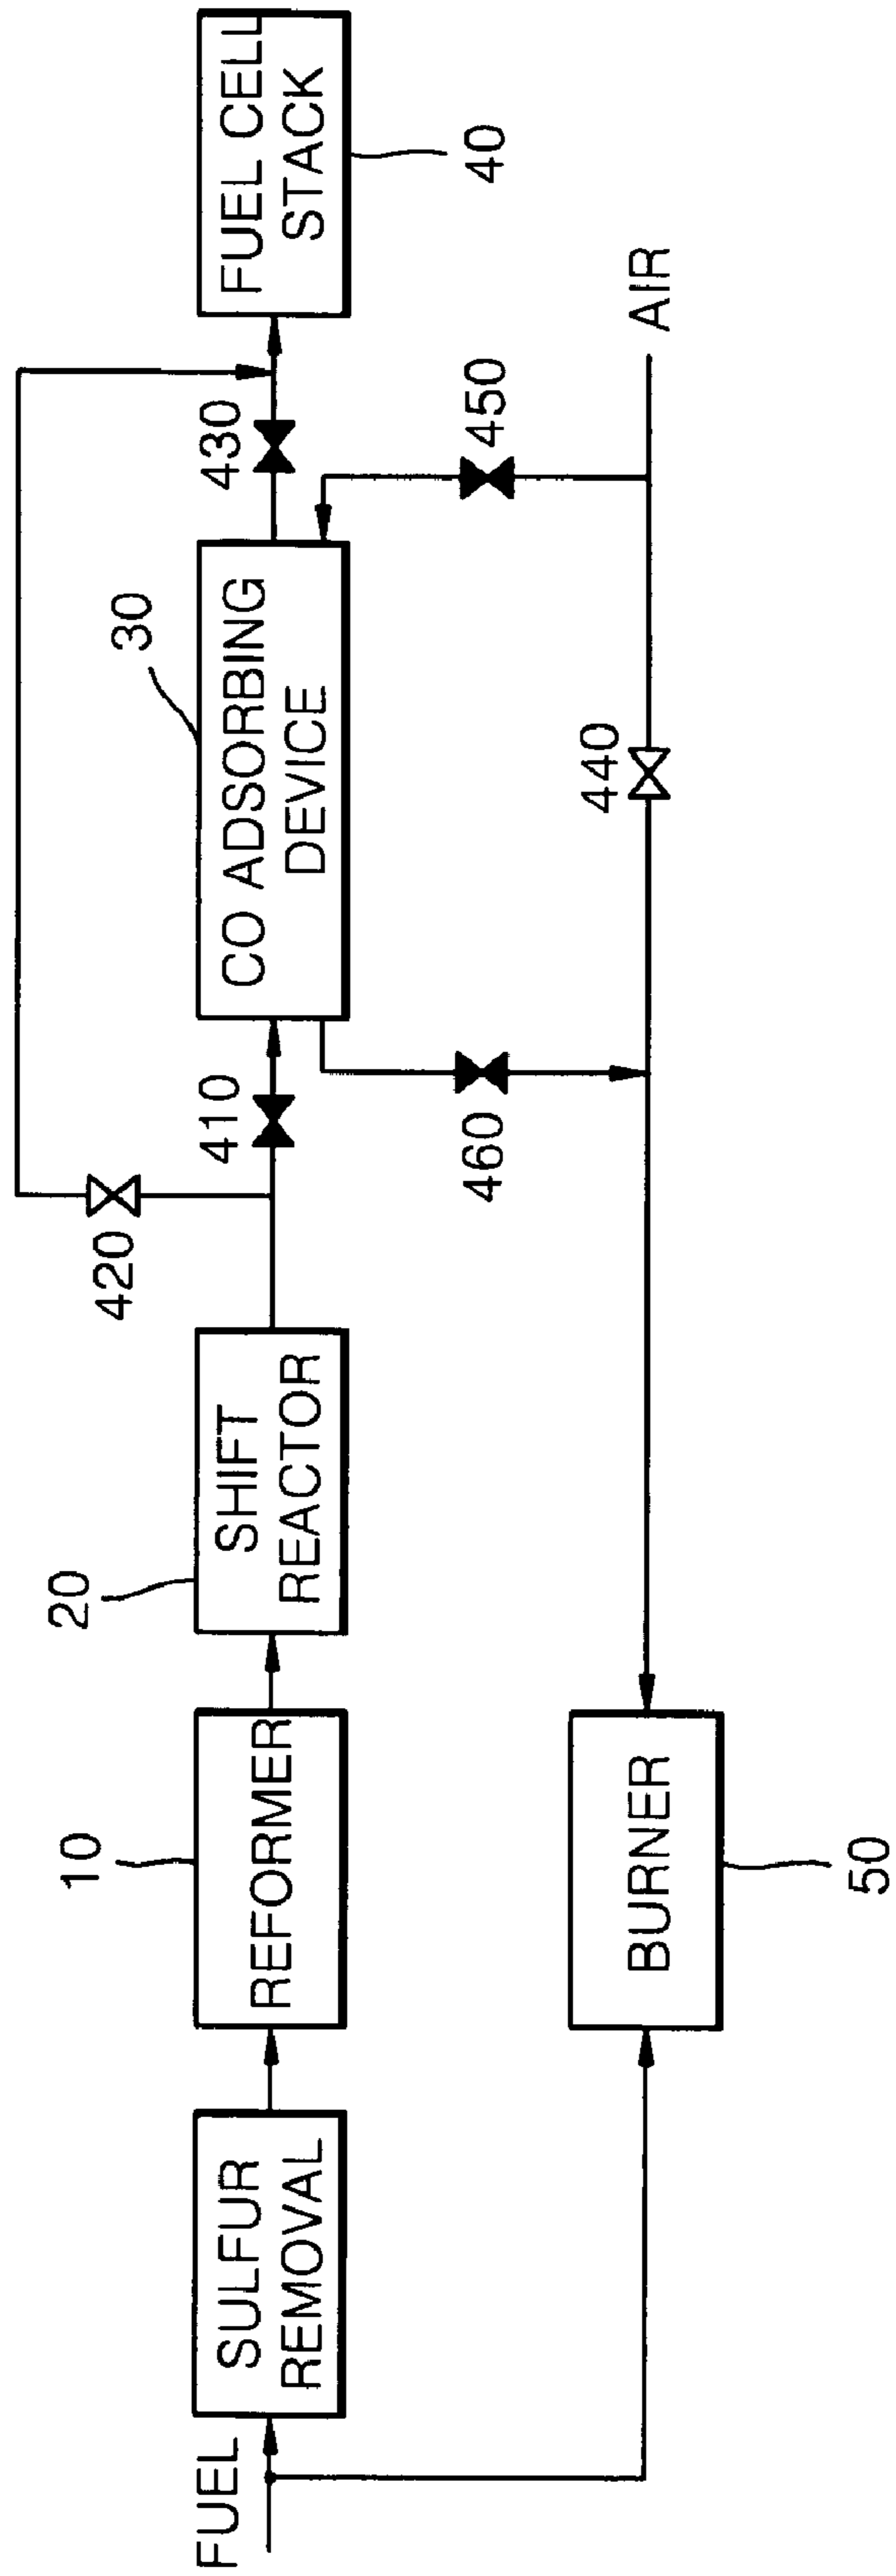 FUEL
SULFUR
REMOVAL
10
REFORMER
20
SHIFT
REACTOR
420
410
30
CO ADSORBING
DEVICE
430
FUEL CELL
STACK
40
460
450
440
AIR
BURNER
50